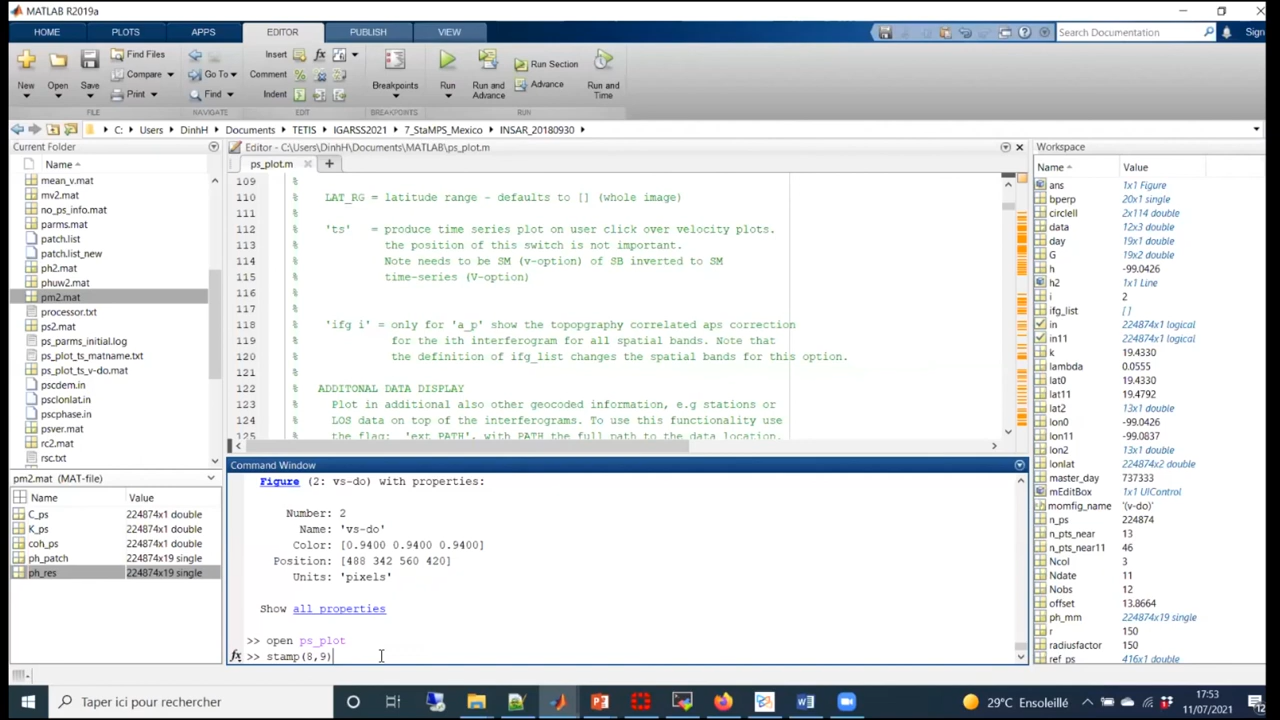 MATLAB R2019a
HOME PLOTS APPS EDITOR PUBLISH VIEW
Search Documentation
Sign
New
Open
Save
Find Files
Compare
Print
FILE
Go To
Find
NAVIGATE
Insert
Comment
Indent
EDIT
Breakpoints
BREAKPOINTS
Run
Run and
Advance
Run Section
Advance
Run and
Time
RUN
C: Users DinhH Documents TETIS IGARSS2021 7_StaMPS_Mexico INSAR_20180930
Current Folder
Name
mean_v.mat
mv2.mat
no_ps_info.mat
parms.mat
patch.list
patch.list_new
ph2.mat
phuw2.mat
pm2.mat
processor.txt
ps2.mat
ps_parms_initial.log
ps_plot_ts_matname.txt
ps_plot_ts_v-do.mat
pscdem.in
psclonlat.in
pscphase.in
psver.mat
rc2.mat
rsc.txt
pm2.mat (MAT-file)
Name Value
C_ps 224874x1 double
K_ps 224874x1 double
coh_ps 224874x1 double
ph_patch 224874x19 single
ph_res 224874x19 single
Editor - C:\Users\DinhH\Documents\MATLAB\ps_plot.m
ps_plot.m
109 %
110 % LAT_RG = latitude range - defaults to [] (whole image)
111 %
112 % 'ts' = produce time series plot on user click over velocity plots.
113 % the position of this switch is not important.
114 % Note needs to be SM (v-option) of SB inverted to SM
115 % time-series (V-option)
116 %
117 %
118 % 'ifg i' = only for 'a_p' show the topopgraphy correlated aps correction
119 % for the ith interferogram for all spatial bands. Note that
120 % the definition of ifg_list changes the spatial bands for this option.
121 %
122 % ADDITONAL DATA DISPLAY
123 % Plot in additional also other geocoded information, e.g stations or
124 % LOS data on top of the interferograms. To use this functionality use
125 % the flag: 'ext PATH', with PATH the full path to the data location.
Command Window
Figure (2: vs-do) with properties:
Number: 2
Name: 'vs-do'
Color: [0.9400 0.9400 0.9400]
Position: [488 342 560 420]
Units: 'pixels'
Show all properties
>> open ps_plot
fx >> stamp(8,9)
Workspace
Name Value
ans 1x1 Figure
bperp 20x1 single
circlell 2x114 double
data 12x3 double
day 19x1 double
G 19x2 double
h -99.0426
h2 1x1 Line
i 2
ifg_list []
in 224874x1 logical
in11 224874x1 logical
k 19.4330
lambda 0.0555
lat0 19.4330
lat11 19.4792
lat2 13x1 double
lon0 -99.0426
lon11 -99.0837
lon2 13x1 double
lonlat 224874x2 double
master_day 737333
mEditBox 1x1 UIControl
momfig_name '(v-do)'
n_ps 224874
n_pts_near 13
n_pts_near11 46
Ncol 3
Ndate 11
Nobs 12
offset 13.8664
ph_mm 224874x19 single
r 150
radiusfactor 150
ref_ps 416x1 double
Taper ici pour rechercher
29°C Ensoleillé
17:53
11/07/2021
12